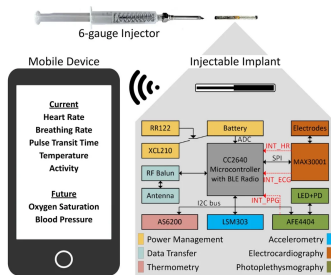 6-gauge Injector
Mobile Device
Injectable Implant
Current
Heart Rate
Breathing Rate
Pulse Transit Time
Temperature
Activity
Future
Oxygen Saturation
Blood Pressure
RR122
Battery
Electrodes
XCL210
ADC
INT_HR
SPI
MAX30001
RF Balun
CC2640
Microcontroller
with BLE Radio
INT_ECG
Antenna
INT_PPG
LED+PD
I2C bus
AS6200
LSM303
AFE4404
Power Management
Accelerometry
Data Transfer
Electrocardiography
Thermometry
Photoplethysmography